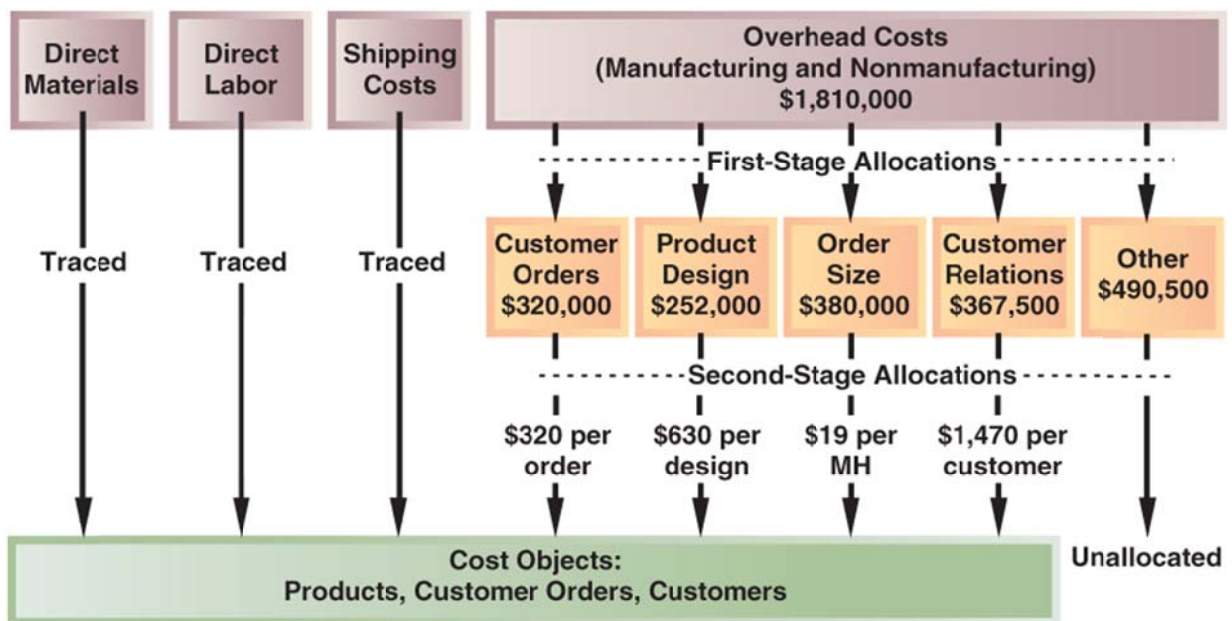 Direct
Materials
Direct
Labor
Shipping
Costs
Overhead Costs
(Manufacturing and Nonmanufacturing)
$1,810,000
First-Stage Allocations
Traced
Traced
Traced
Customer
Orders
$320,000
Product
Design
$252,000
Order
Size
$380,000
Customer
Relations
$367,500
Other
$490,500
Second-Stage Allocations
$320 per
order
$630 per
design
$19 per
MH
$1,470 per
customer
Cost Objects:
Products, Customer Orders, Customers
Unallocated